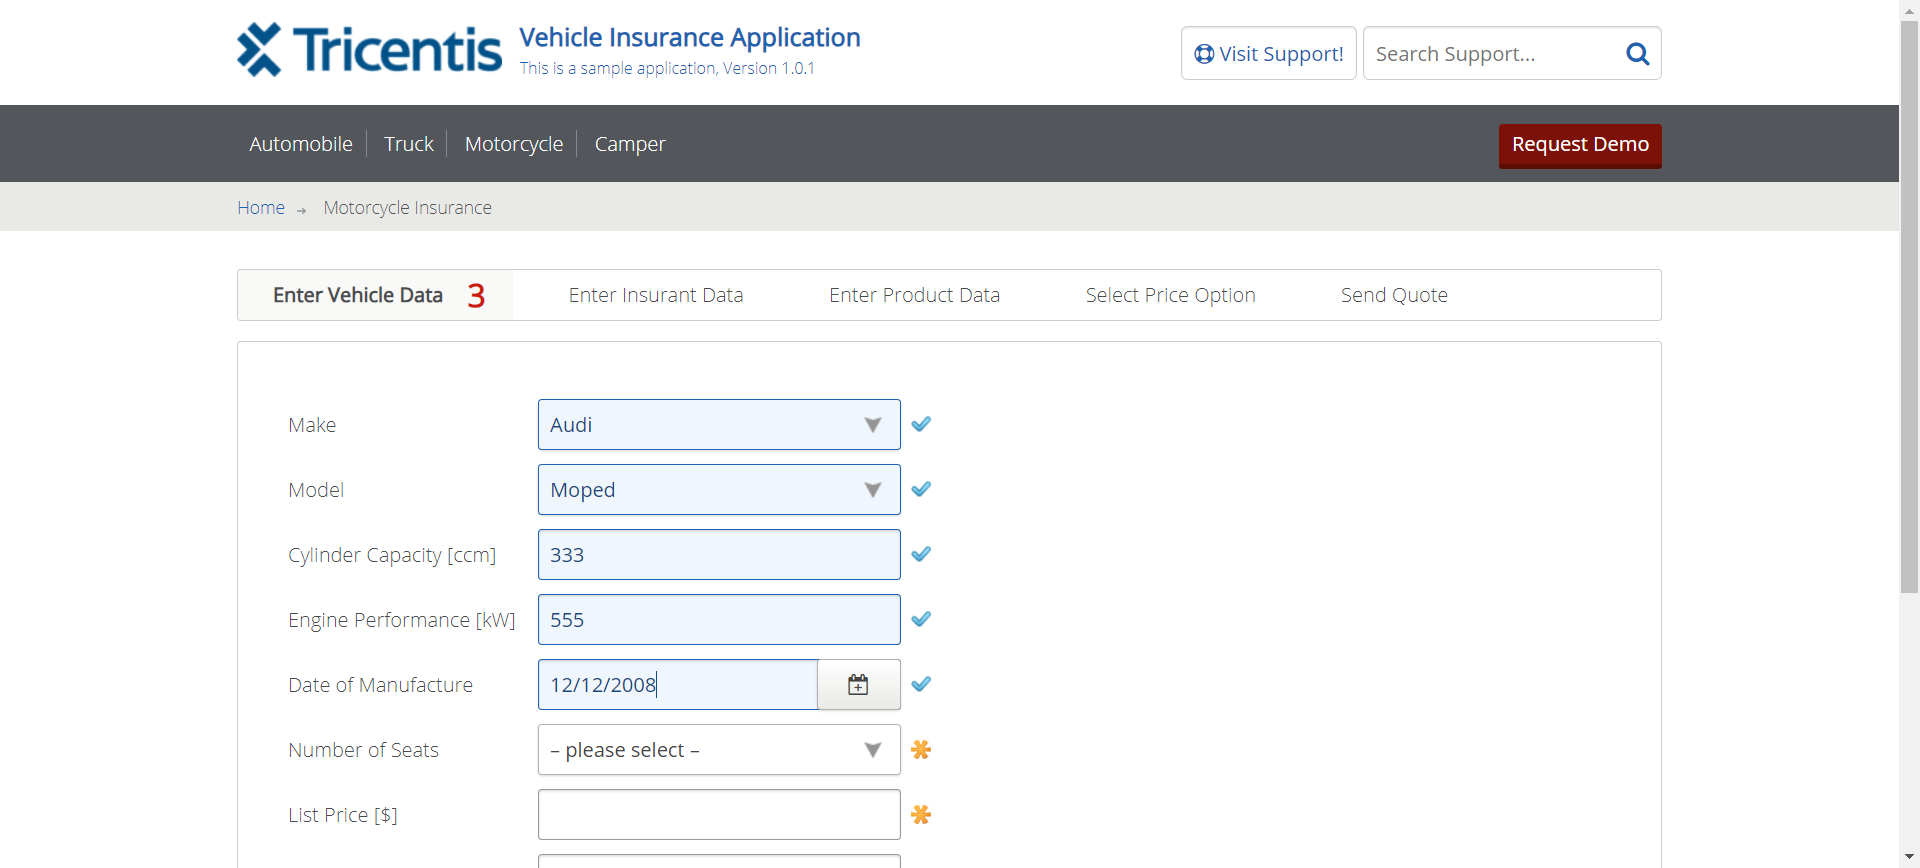 Tricentis
Vehicle Insurance Application
This is a sample application, Version 1.0.1
Visit Support!
Search Support...
Automobile
Truck
Motorcycle
Camper
Request Demo
Home → Motorcycle Insurance
Enter Vehicle Data 3
Enter Insurant Data
Enter Product Data
Select Price Option
Send Quote
Make
Audi
Model
Moped
Cylinder Capacity [ccm]
333
Engine Performance [kW]
555
Date of Manufacture
12/12/2008
Number of Seats
– please select –
List Price [$]